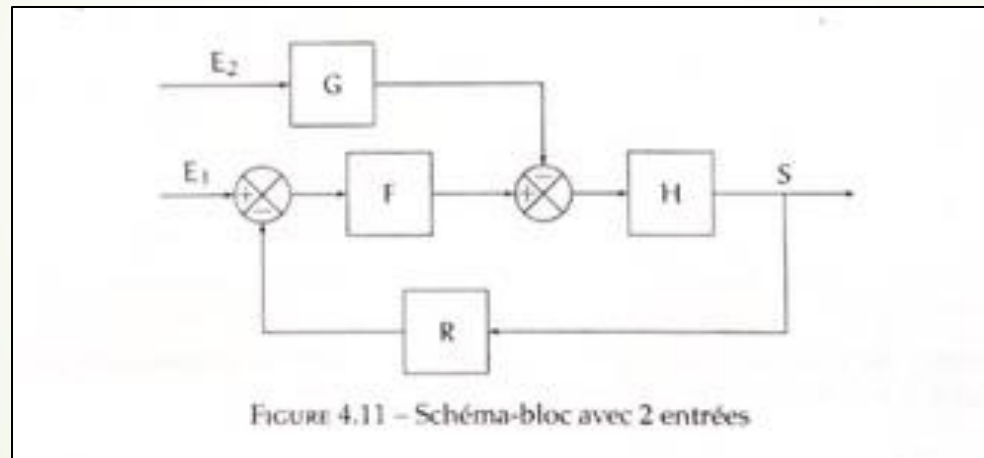 E2
G
E1
+
−
F
+
−
H
S
R
FIGURE 4.11 – Schéma-bloc avec 2 entrées